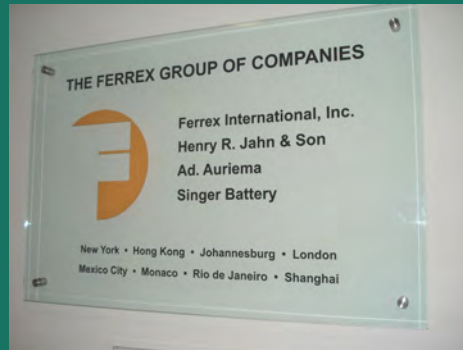 THE FERREX GROUP OF COMPANIES
Ferrex International, Inc.
Henry R. Jahn & Son
Ad. Auriema
Singer Battery
New York • Hong Kong • Johannesburg • London
Mexico City • Monaco • Rio de Janeiro • Shanghai